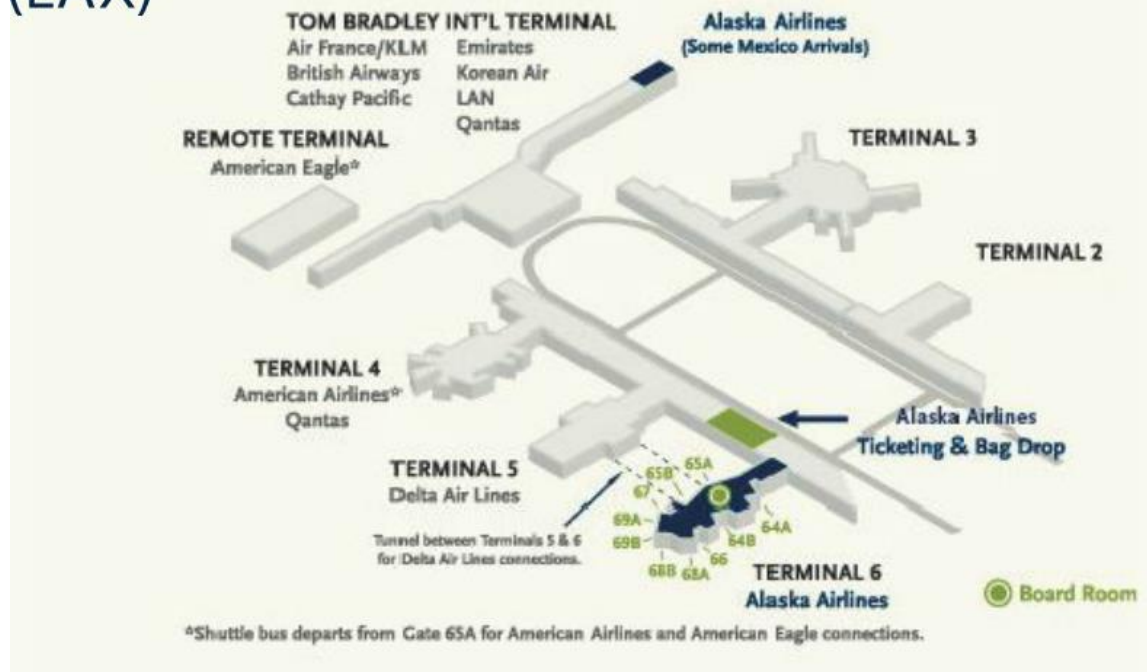 (LAX)
TOM BRADLEY INT'L TERMINAL
Air France/KLM
British Airways
Cathay Pacific
Emirates
Korean Air
LAN
Qantas
Alaska Airlines
(Some Mexico Arrivals)
REMOTE TERMINAL
American Eagle*
TERMINAL 3
TERMINAL 2
TERMINAL 4
American Airlines*
Qantas
Alaska Airlines
Ticketing & Bag Drop
TERMINAL 5
Delta Air Lines
Tunnel between Terminals 5 & 6
for Delta Air Lines connections.
65A
65B
67
69A
69B
68B
68A
66
64B
64A
TERMINAL 6
Alaska Airlines
Board Room
*Shuttle bus departs from Gate 65A for American Airlines and American Eagle connections.